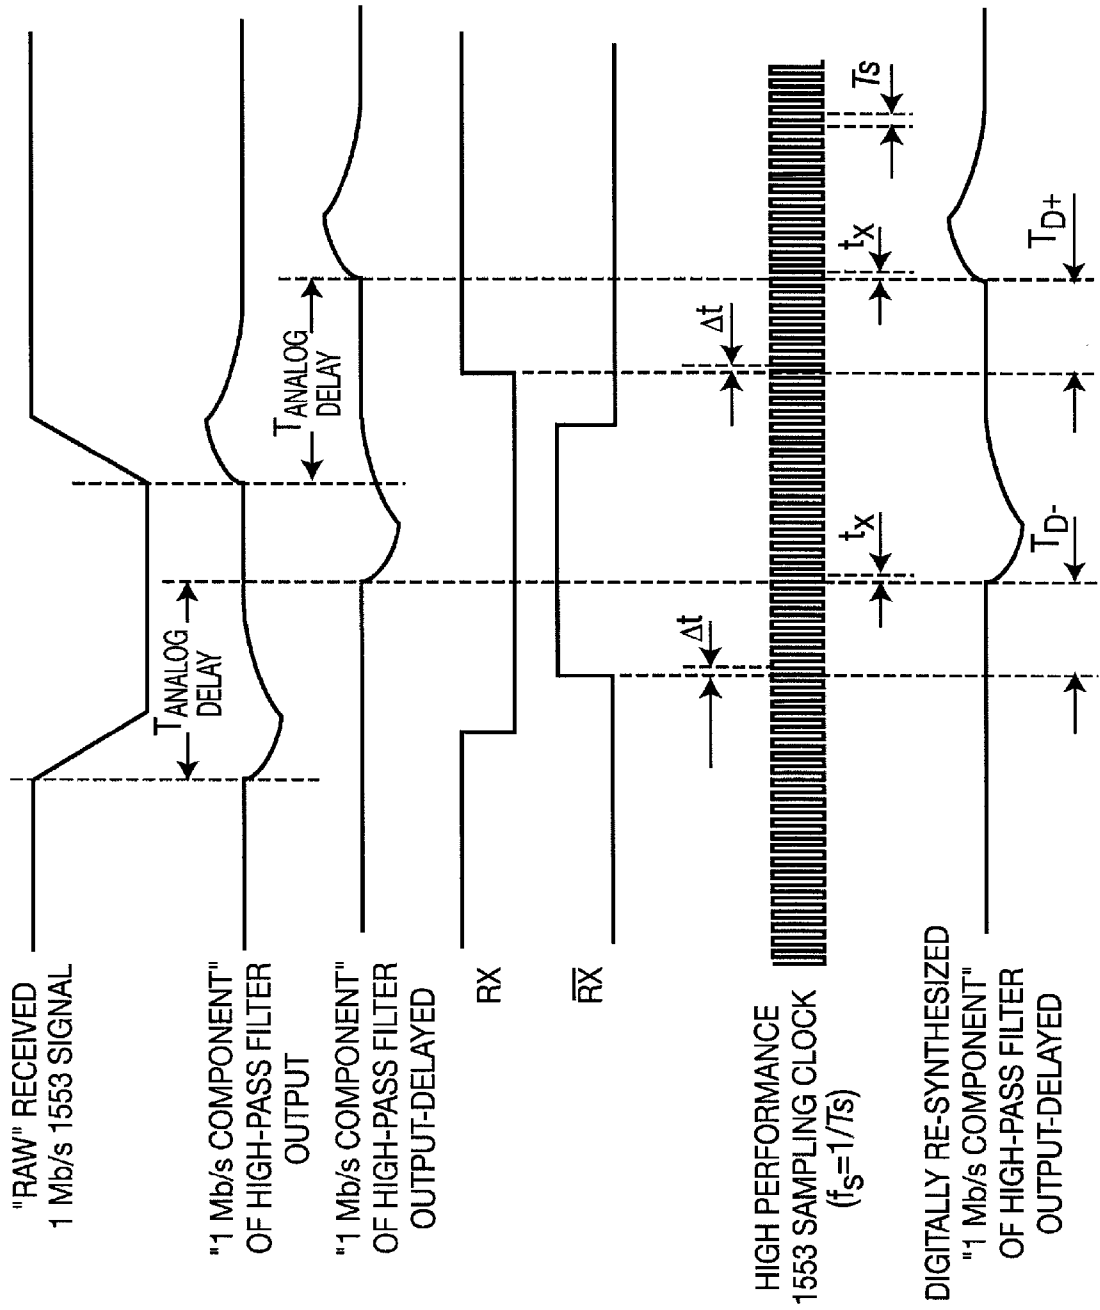 "RAW" RECEIVED
1 Mb/s 1553 SIGNAL
TANALOG
DELAY
"1 Mb/s COMPONENT"
OF HIGH-PASS FILTER
OUTPUT
TANALOG
DELAY
"1 Mb/s COMPONENT"
OF HIGH-PASS FILTER
OUTPUT-DELAYED
RX
R̅X̅
Δt
Δt
HIGH PERFORMANCE
1553 SAMPLING CLOCK
(fs=1/Ts)
tx
tx
Ts
DIGITALLY RE-SYNTHESIZED
"1 Mb/s COMPONENT"
OF HIGH-PASS FILTER
OUTPUT-DELAYED
TD-
TD+